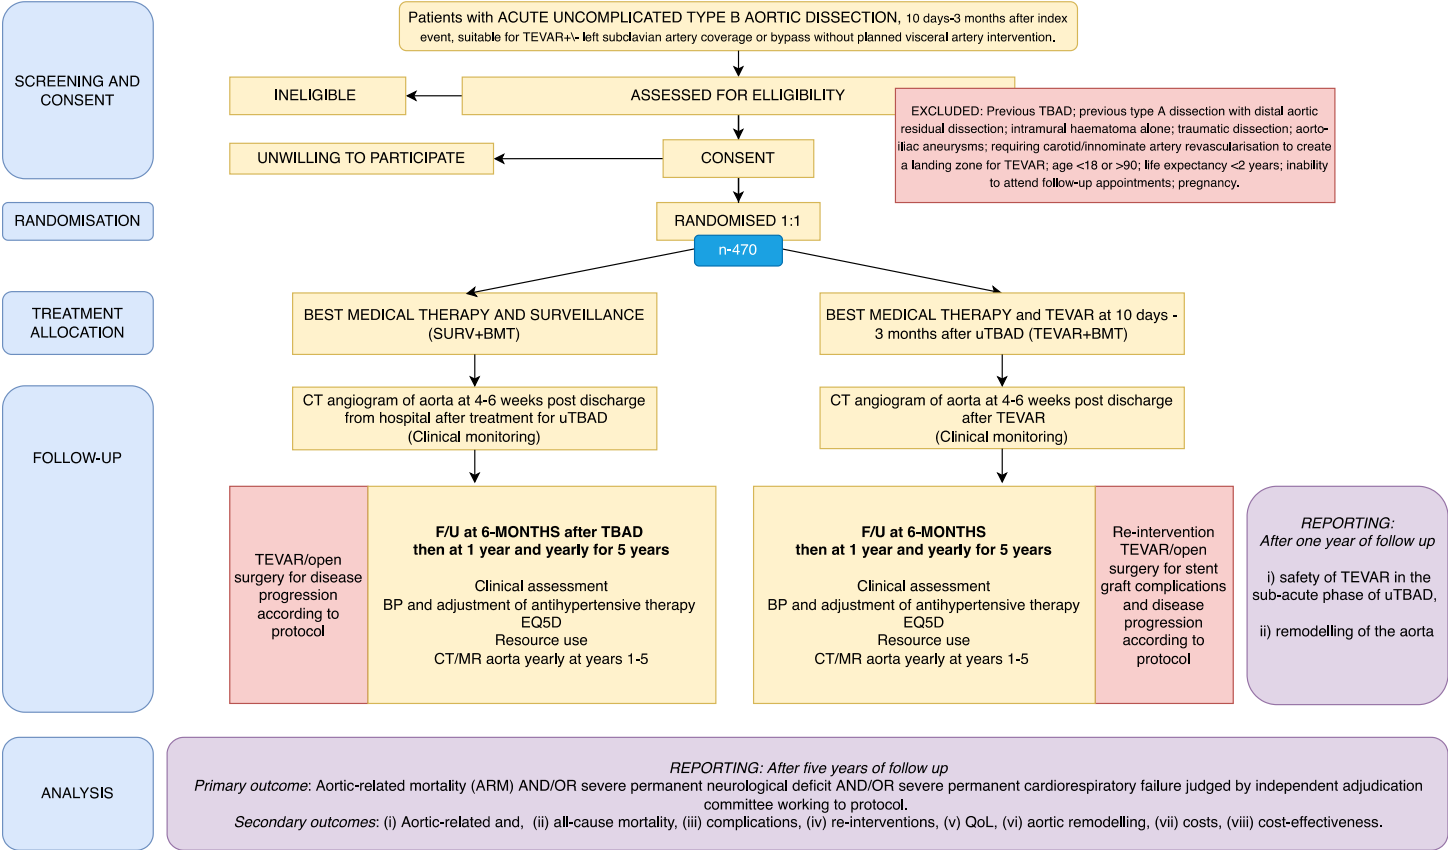 Patients with ACUTE UNCOMPLICATED TYPE B AORTIC DISSECTION, 10 days-3 months after index
event, suitable for TEVAR+\- left subclavian artery coverage or bypass without planned visceral artery intervention.
SCREENING AND
CONSENT
INELIGIBLE
ASSESSED FOR ELLIGIBILITY
EXCLUDED: Previous TBAD; previous type A dissection with distal aortic
residual dissection; intramural haematoma alone; traumatic dissection; aorto-
iliac aneurysms; requiring carotid/innominate artery revascularisation to create
a landing zone for TEVAR; age <18 or >90; life expectancy <2 years; inability
to attend follow-up appointments; pregnancy.
UNWILLING TO PARTICIPATE
CONSENT
RANDOMISATION
RANDOMISED 1:1
n-470
TREATMENT
ALLOCATION
BEST MEDICAL THERAPY AND SURVEILLANCE
(SURV+BMT)
BEST MEDICAL THERAPY and TEVAR at 10 days -
3 months after uTBAD (TEVAR+BMT)
FOLLOW-UP
CT angiogram of aorta at 4-6 weeks post discharge
from hospital after treatment for uTBAD
(Clinical monitoring)
CT angiogram of aorta at 4-6 weeks post discharge
after TEVAR
(Clinical monitoring)
TEVAR/open
surgery for disease
progression
according to
protocol
F/U at 6-MONTHS after TBAD
then at 1 year and yearly for 5 years
Clinical assessment
BP and adjustment of antihypertensive therapy
EQ5D
Resource use
CT/MR aorta yearly at years 1-5
F/U at 6-MONTHS
then at 1 year and yearly for 5 years
Clinical assessment
BP and adjustment of antihypertensive therapy
EQ5D
Resource use
CT/MR aorta yearly at years 1-5
Re-intervention
TEVAR/open
surgery for stent
graft complications
and disease
progression
according to
protocol
REPORTING:
After one year of follow up
i) safety of TEVAR in the
sub-acute phase of uTBAD,
ii) remodelling of the aorta
ANALYSIS
REPORTING: After five years of follow up
Primary outcome: Aortic-related mortality (ARM) AND/OR severe permanent neurological deficit AND/OR severe permanent cardiorespiratory failure judged by independent adjudication
committee working to protocol.
Secondary outcomes: (i) Aortic-related and, (ii) all-cause mortality, (iii) complications, (iv) re-interventions, (v) QoL, (vi) aortic remodelling, (vii) costs, (viii) cost-effectiveness.